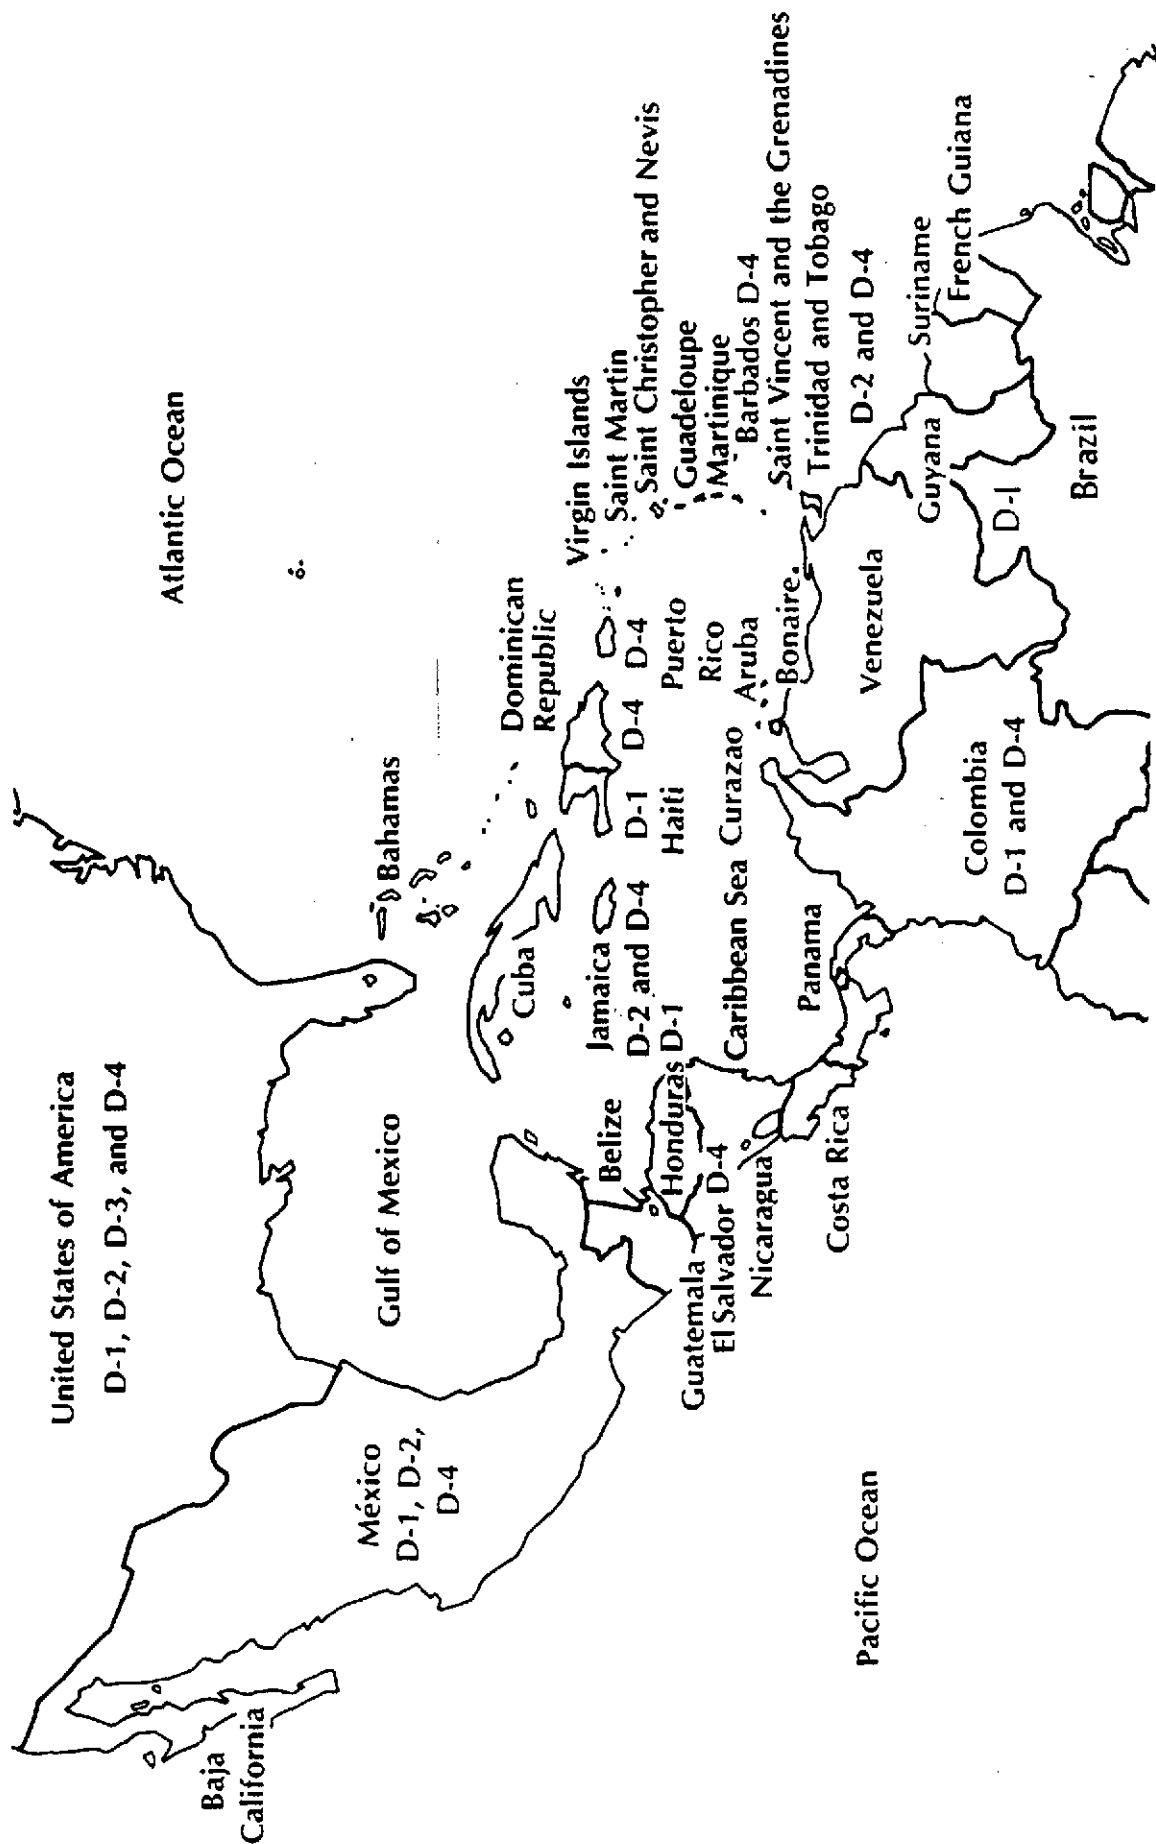 United States of America
D-1, D-2, D-3, and D-4
Atlantic Ocean
Baja
California
México
D-1, D-2,
D-4
Gulf of Mexico
Bahamas
Cuba
Dominican
Republic
Virgin Islands
Saint Martin
Saint Christopher and Nevis
Guadeloupe
Martinique
Barbados D-4
Saint Vincent and the Grenadines
Trinidad and Tobago
D-2 and D-4
Jamaica
D-2 and D-4
D-1
Haiti
D-4
D-4
Puerto
Rico
Aruba
Bonaire
Curazao
Caribbean Sea
Belize
Honduras D-1
Guatemala
El Salvador D-4
Nicaragua
Costa Rica
Panama
Pacific Ocean
Colombia
D-1 and D-4
Venezuela
Guyana
D-I
Suriname
French Guiana
Brazil